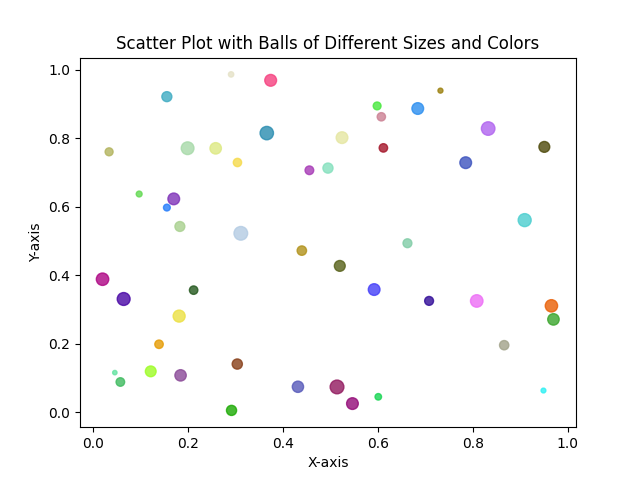 Scatter Plot with Balls of Different Sizes and Colors
1.0
0.8
0.6
0.4
0.2
0.0
Y-axis
0.0 0.2 0.4 0.6 0.8 1.0
X-axis